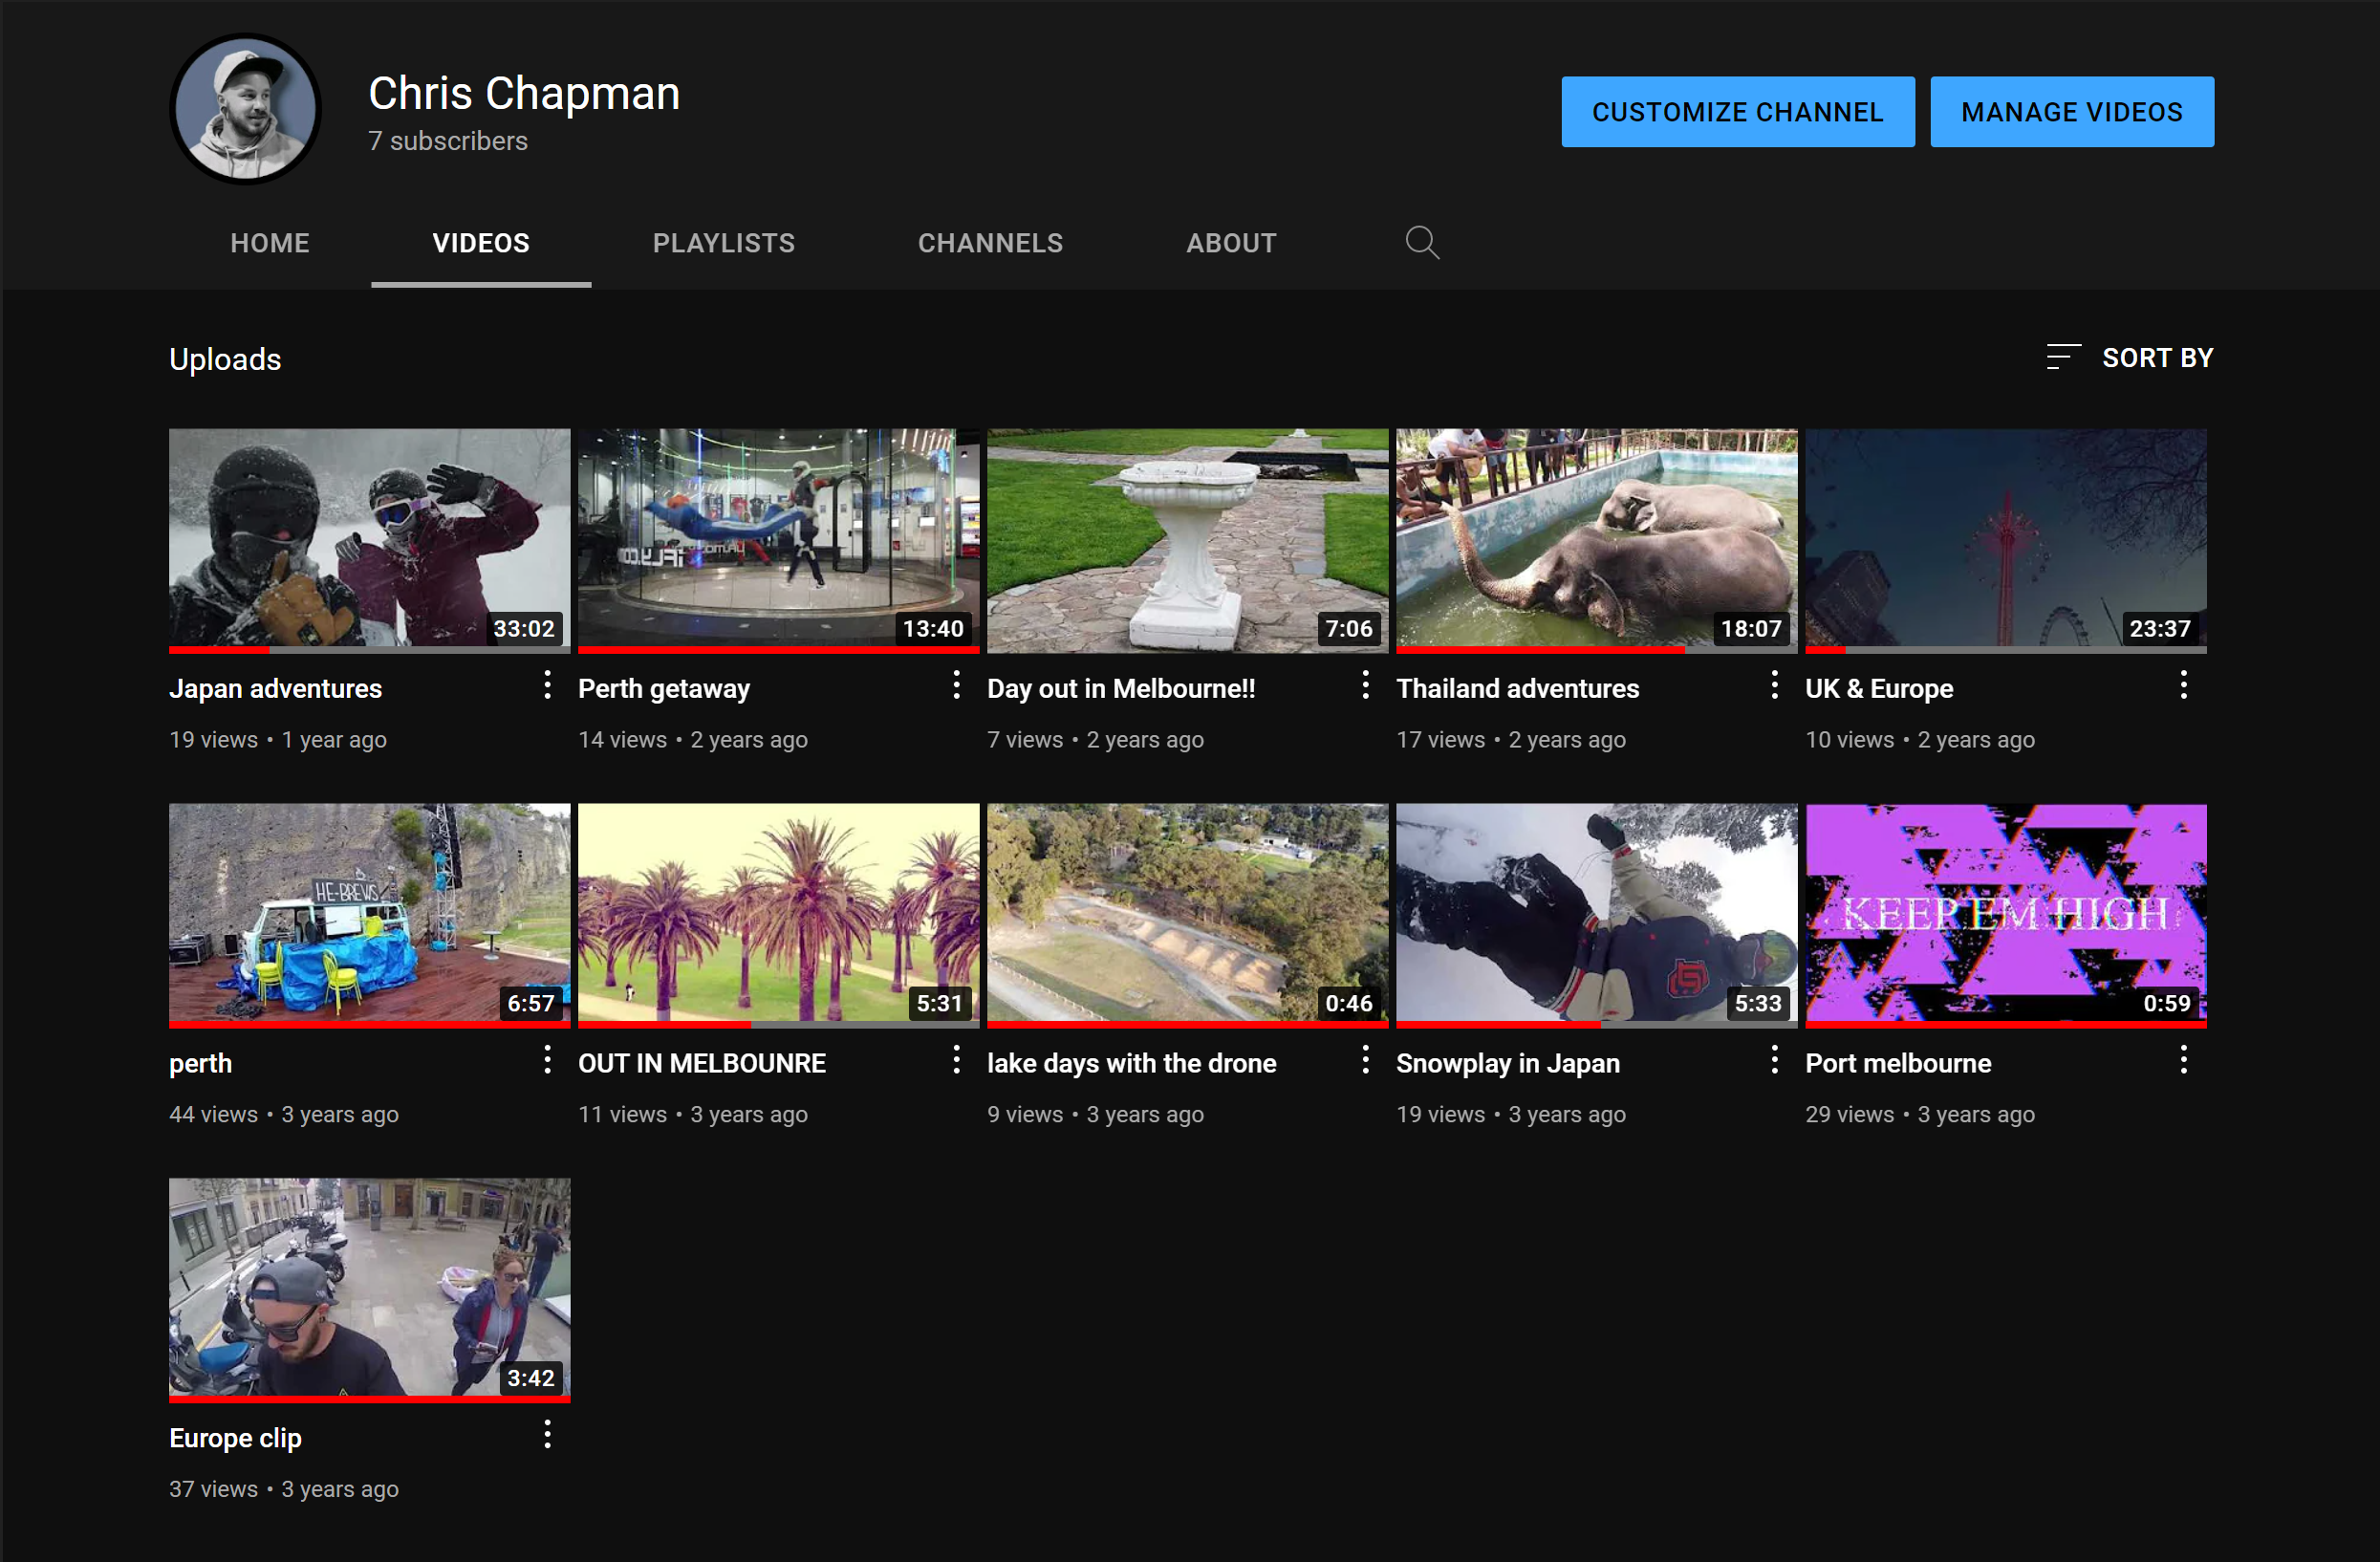 Chris Chapman
7 subscribers
CUSTOMIZE CHANNEL
MANAGE VIDEOS
HOME
VIDEOS
PLAYLISTS
CHANNELS
ABOUT
Uploads
SORT BY
33:02
13:40
7:06
18:07
23:37
Japan adventures
Perth getaway
Day out in Melbourne!!
Thailand adventures
UK & Europe
19 views • 1 year ago
14 views • 2 years ago
7 views • 2 years ago
17 views • 2 years ago
10 views • 2 years ago
HE-BREWS
KEEP EM HIGH
6:57
5:31
0:46
5:33
0:59
perth
OUT IN MELBOUNRE
lake days with the drone
Snowplay in Japan
Port melbourne
44 views • 3 years ago
11 views • 3 years ago
9 views • 3 years ago
19 views • 3 years ago
29 views • 3 years ago
3:42
Europe clip
37 views • 3 years ago